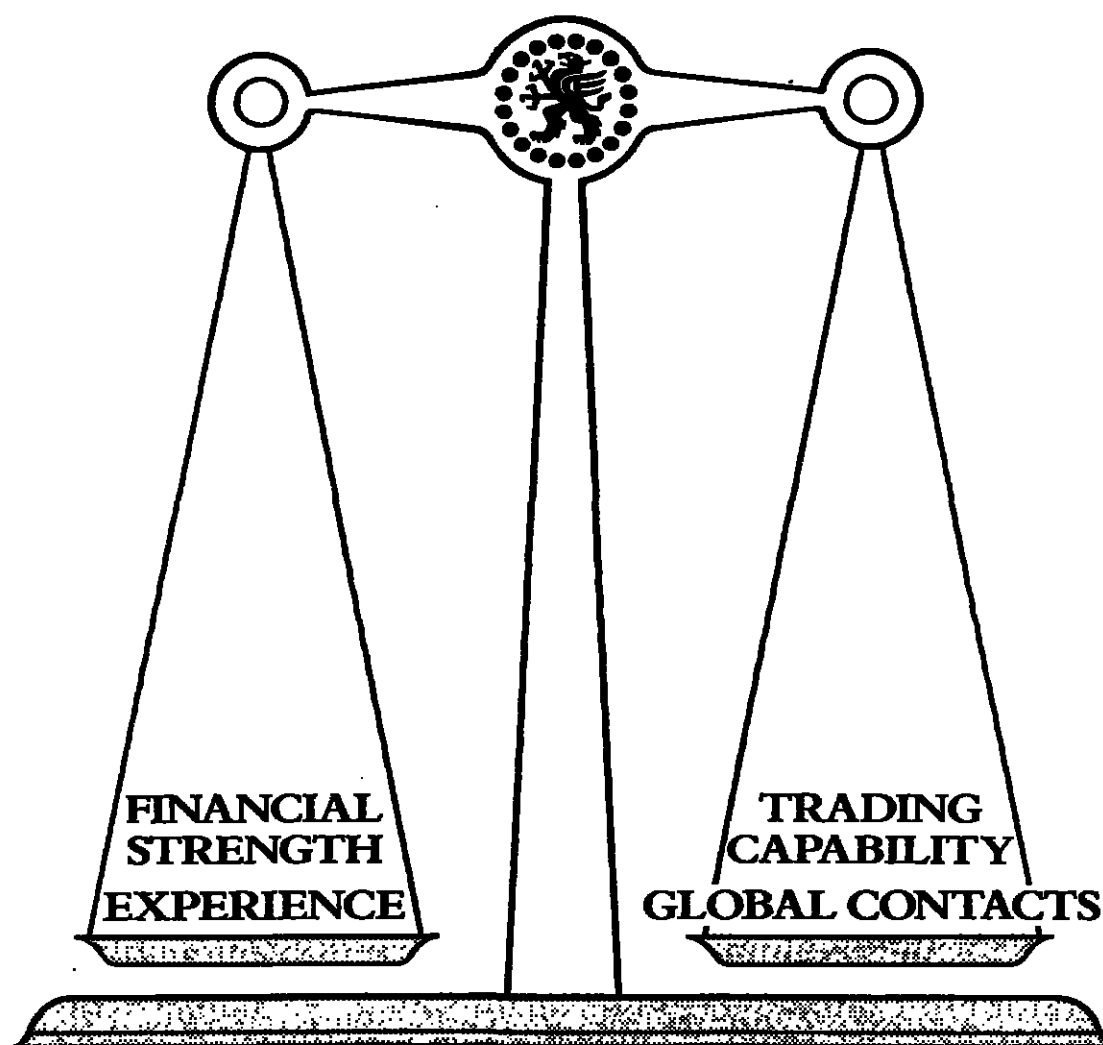 FINANCIAL
STRENGTH
EXPERIENCE
TRADING
CAPABILITY
GLOBAL CONTACTS